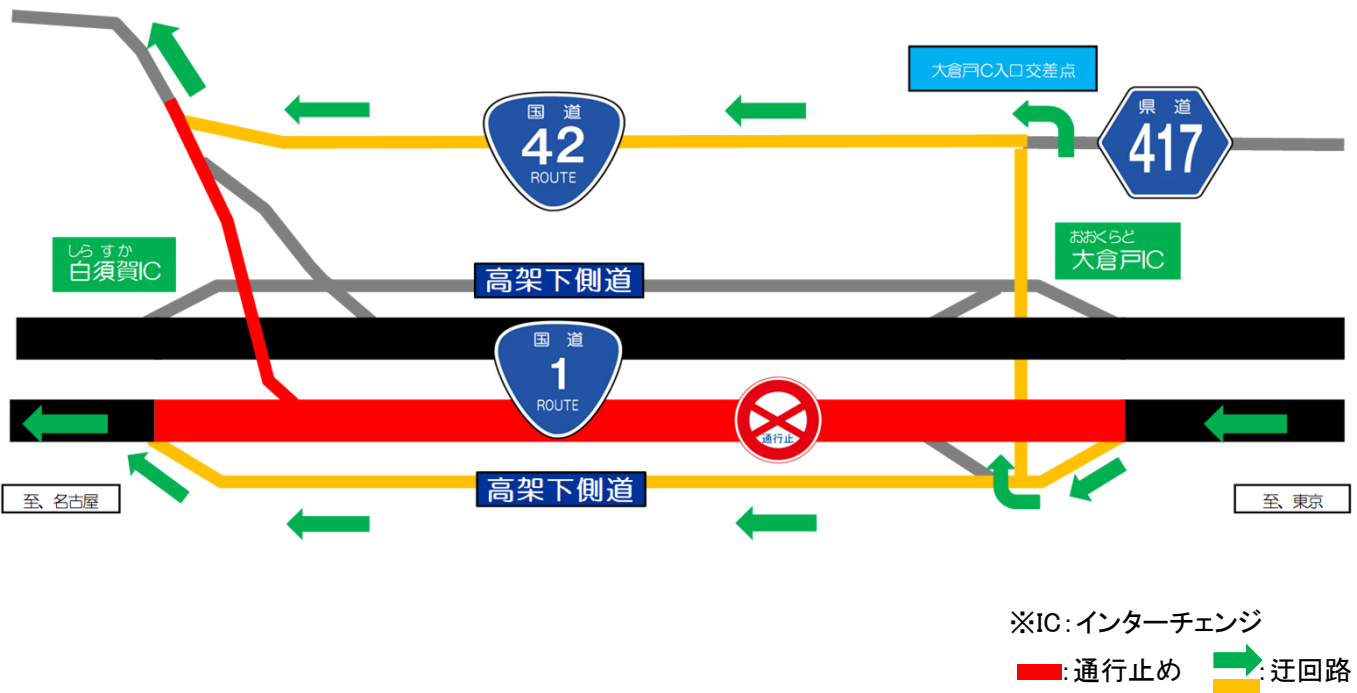 大倉戸IC入口交差点
国道
42
ROUTE
県道
417
しらすか
白須賀IC
おおくらど
大倉戸IC
高架下側道
国道
1
ROUTE
通行止
高架下側道
至、名古屋
至、東京
※IC:インターチェンジ
:通行止め
:迂回路